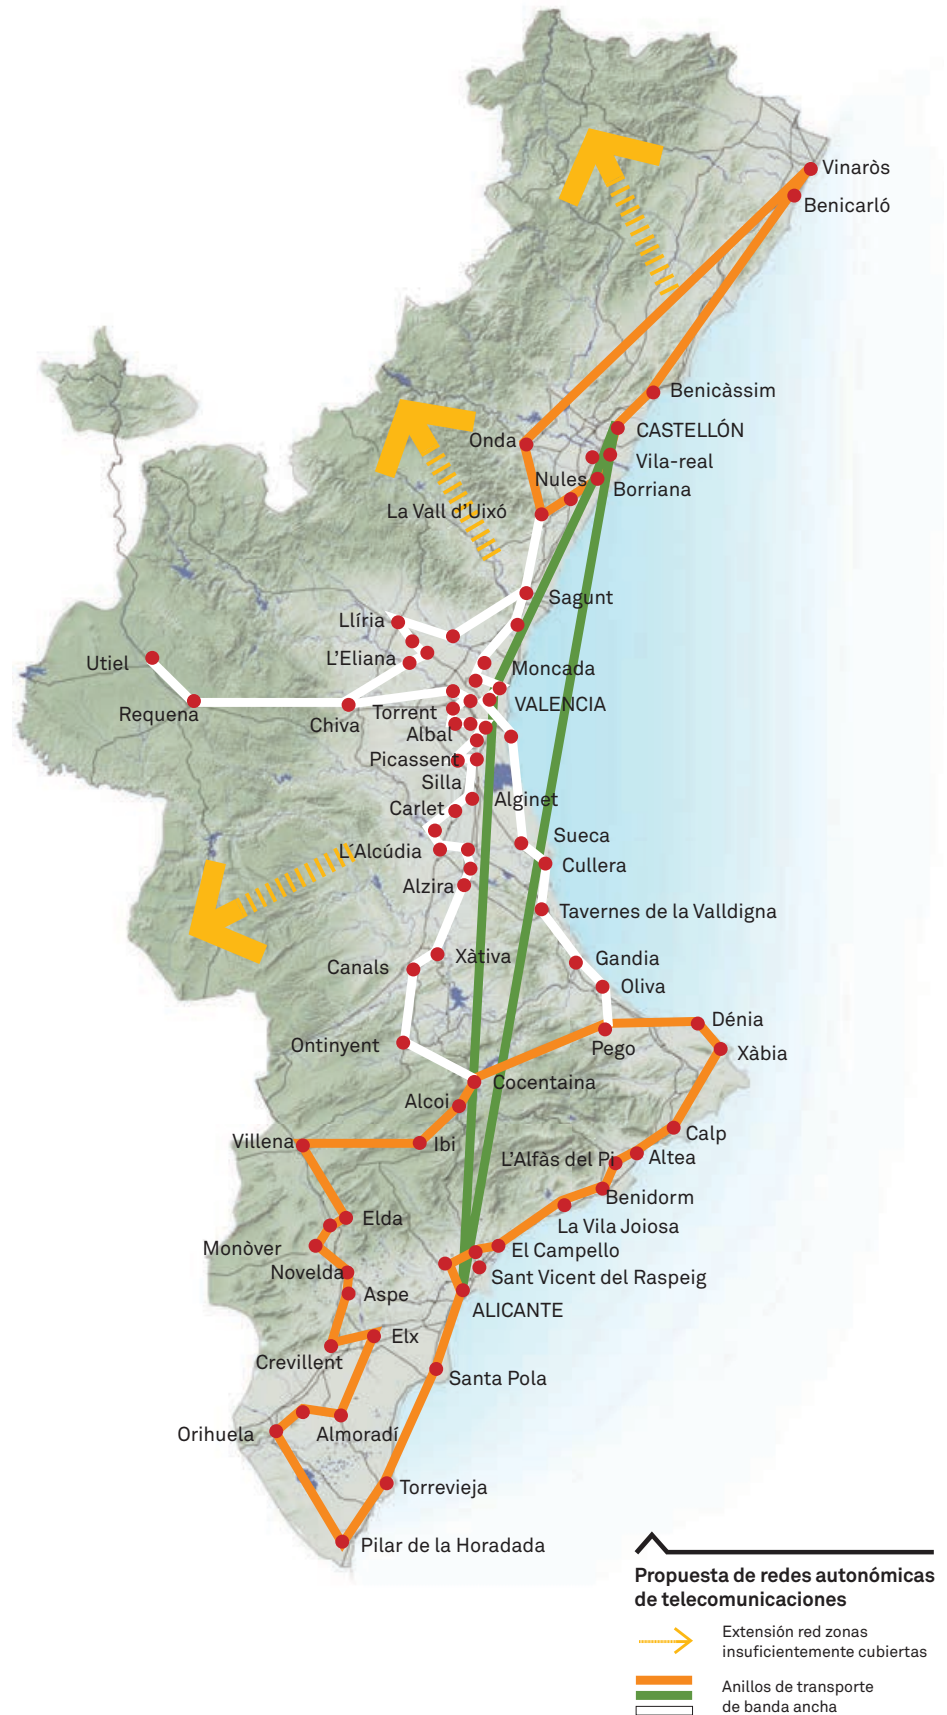 Vinaròs
Benicarló
Benicàssim
CASTELLÓN
Onda
Vila-real
Nules
Borriana
La Vall d'Uixó
Sagunt
Llíria
L'Eliana
Moncada
Utiel
VALENCIA
Requena
Chiva
Torrent
Albal
Picassent
Silla
Alginet
Carlet
Sueca
L'Alcúdia
Cullera
Alzira
Tavernes de la Valldigna
Xàtiva
Gandia
Canals
Oliva
Dénia
Ontinyent
Pego
Xàbia
Cocentaina
Alcoi
Calp
Villena
Ibi
L'Alfàs del Pi
Altea
Benidorm
Elda
La Vila Joiosa
Monòver
El Campello
Novelda
Sant Vicent del Raspeig
Aspe
ALICANTE
Elx
Crevillent
Santa Pola
Orihuela
Almoradí
Torrevieja
Pilar de la Horadada
Propuesta de redes autonómicas
de telecomunicaciones
Extensión red zonas
insuficientemente cubiertas
Anillos de transporte
de banda ancha